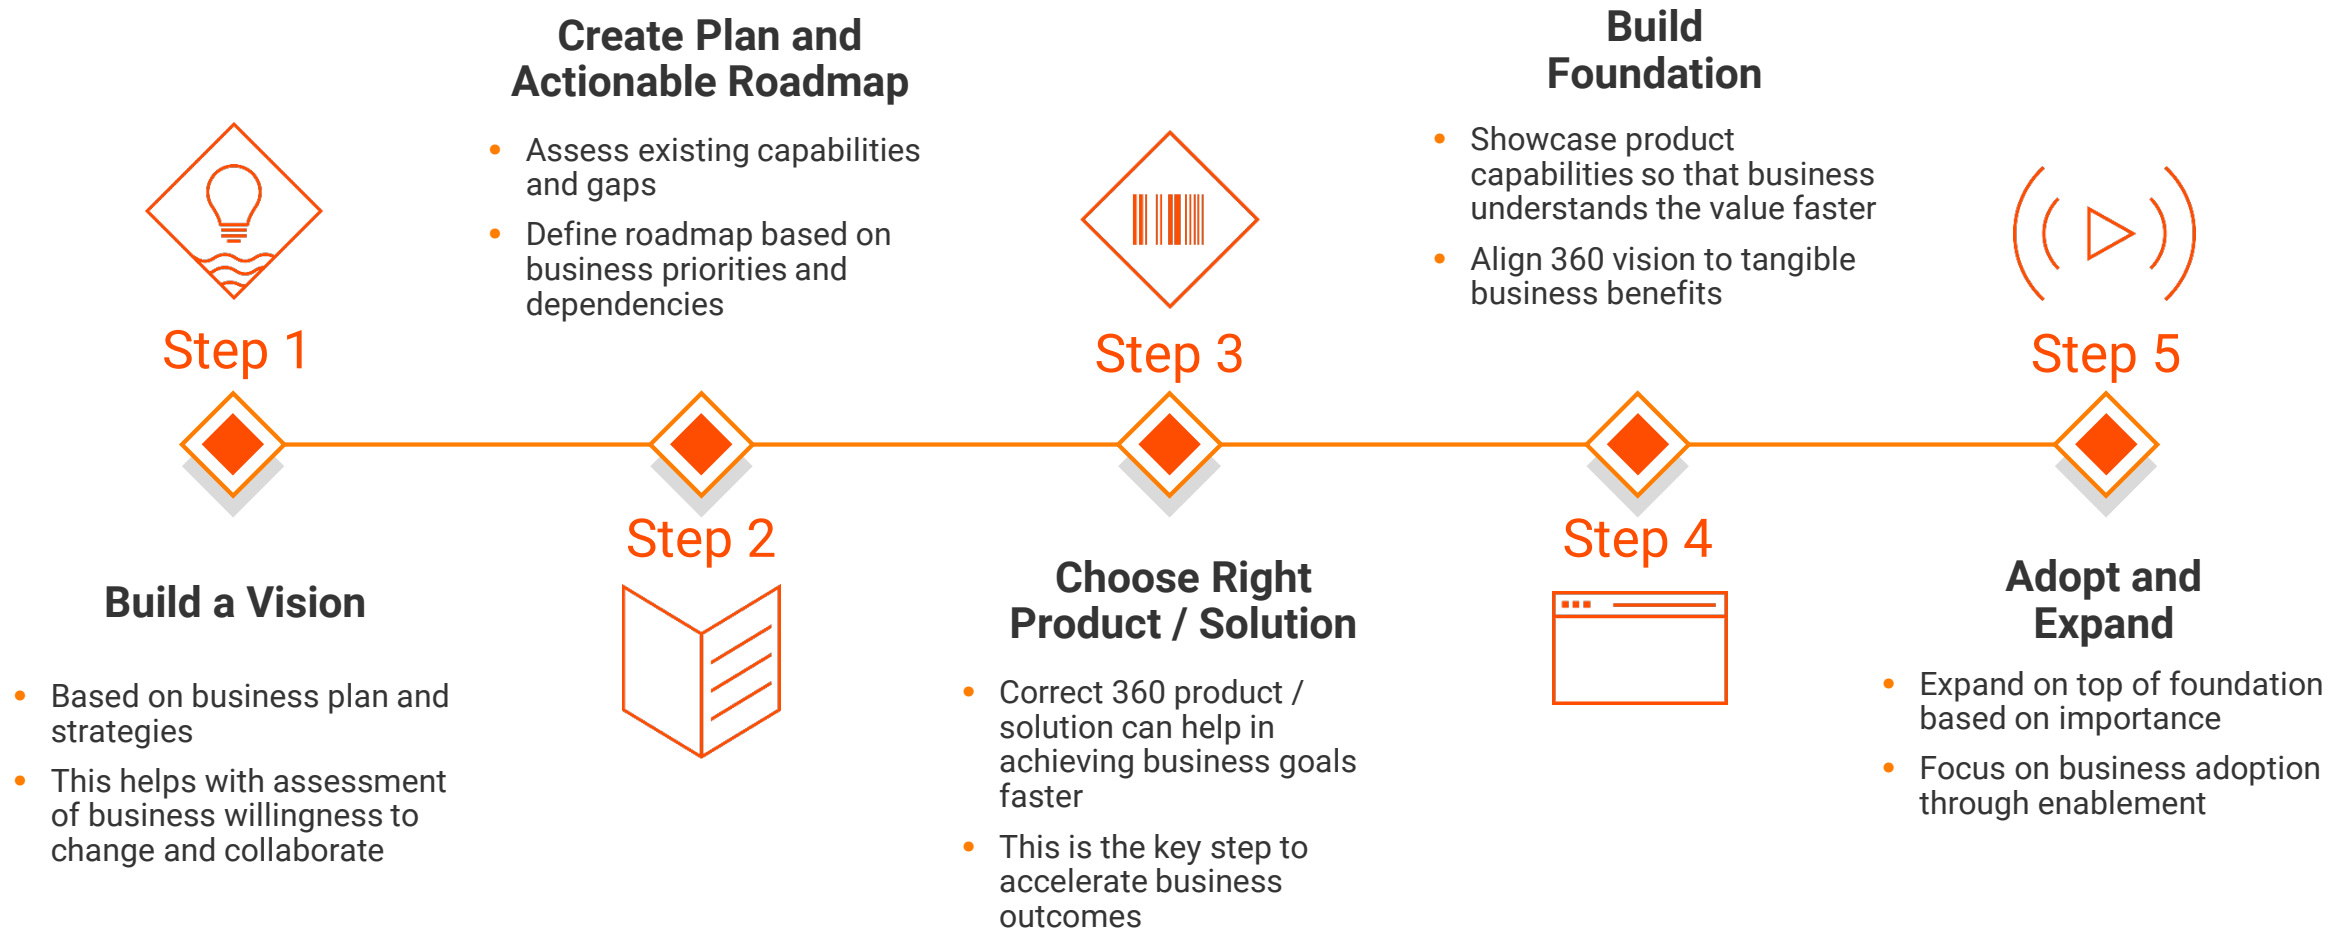 Step 1
Build a Vision
• Based on business plan and
strategies
• This helps with assessment
of business willingness to
change and collaborate
Create Plan and
Actionable Roadmap
• Assess existing capabilities
and gaps
• Define roadmap based on
business priorities and
dependencies
Step 2
Step 3
Choose Right
Product / Solution
• Correct 360 product /
solution can help in
achieving business goals
faster
• This is the key step to
accelerate business
outcomes
Build
Foundation
• Showcase product
capabilities so that business
understands the value faster
• Align 360 vision to tangible
business benefits
Step 4
Step 5
Adopt and
Expand
• Expand on top of foundation
based on importance
• Focus on business adoption
through enablement